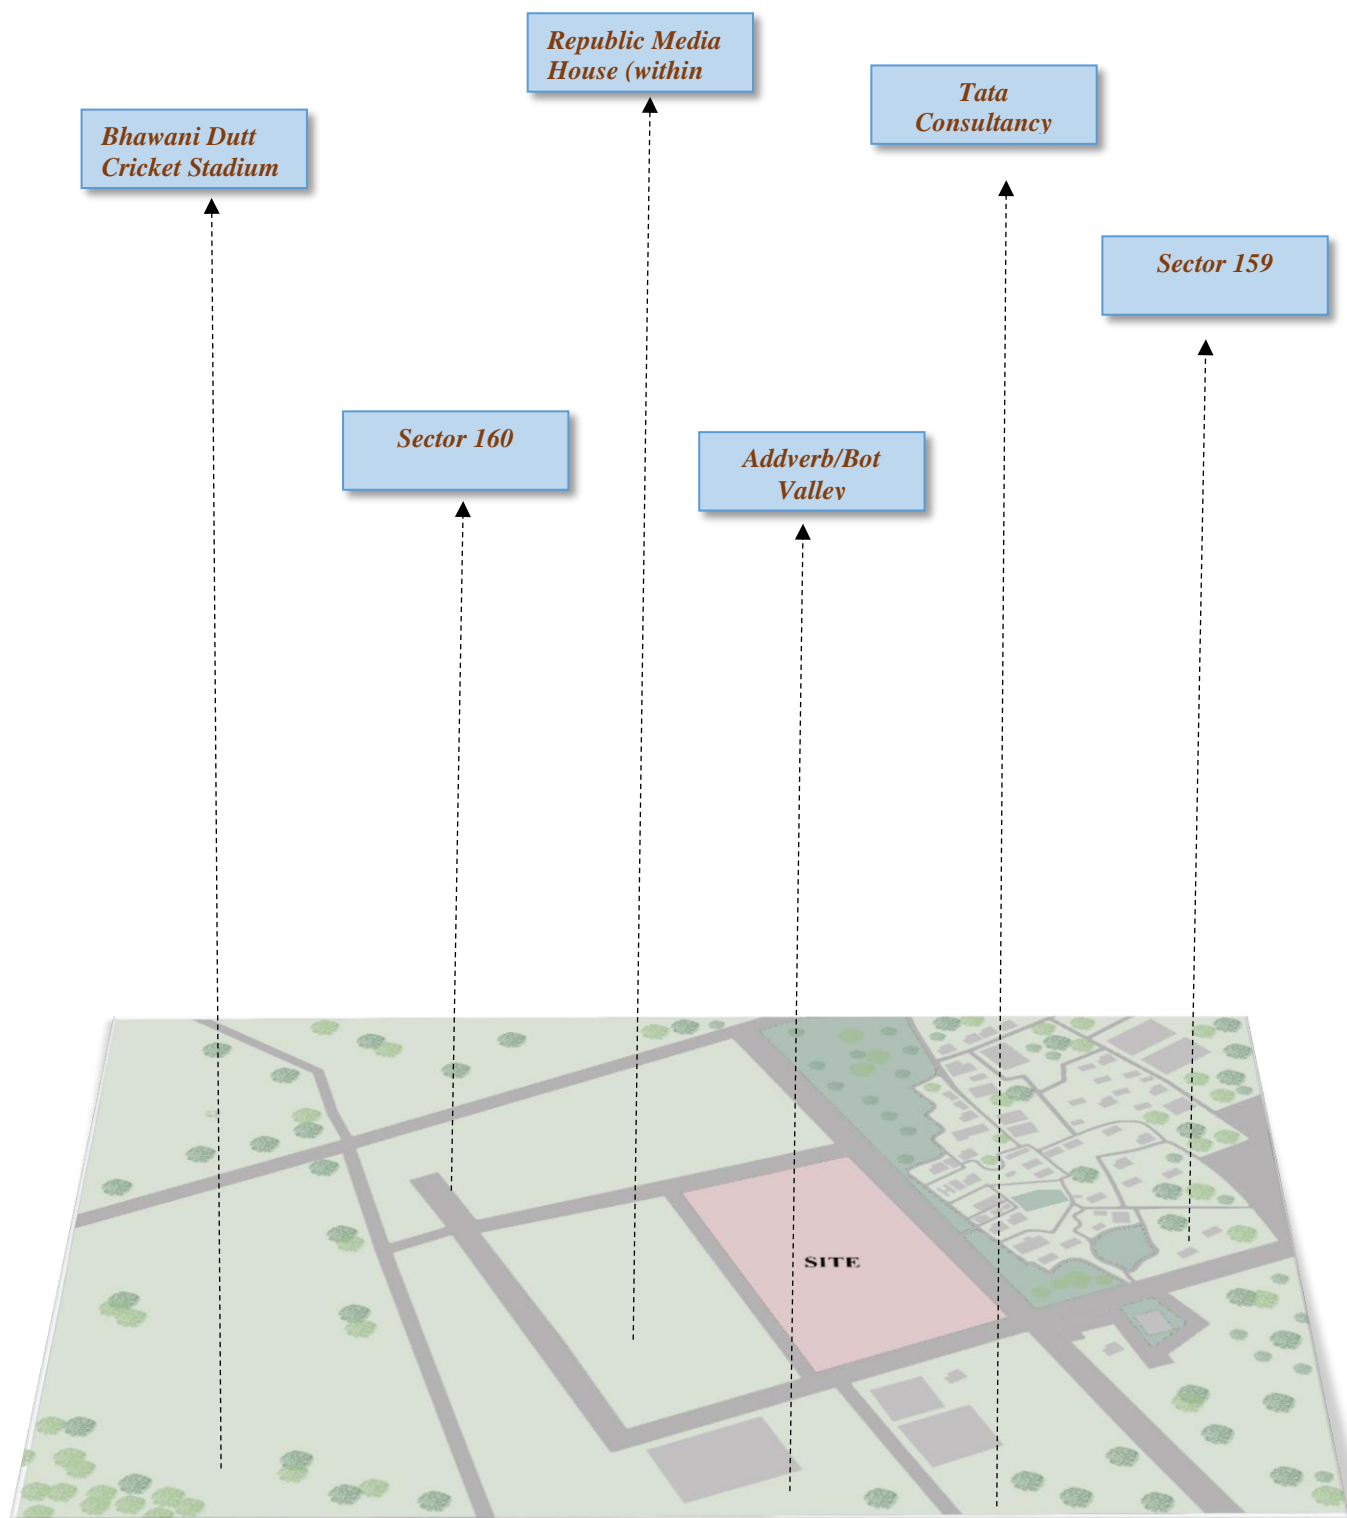 Republic Media
House (within
Tata
Consultancy
Bhawani Dutt
Cricket Stadium
Sector 159
Sector 160
Addverb/Bot
Valley
SITE